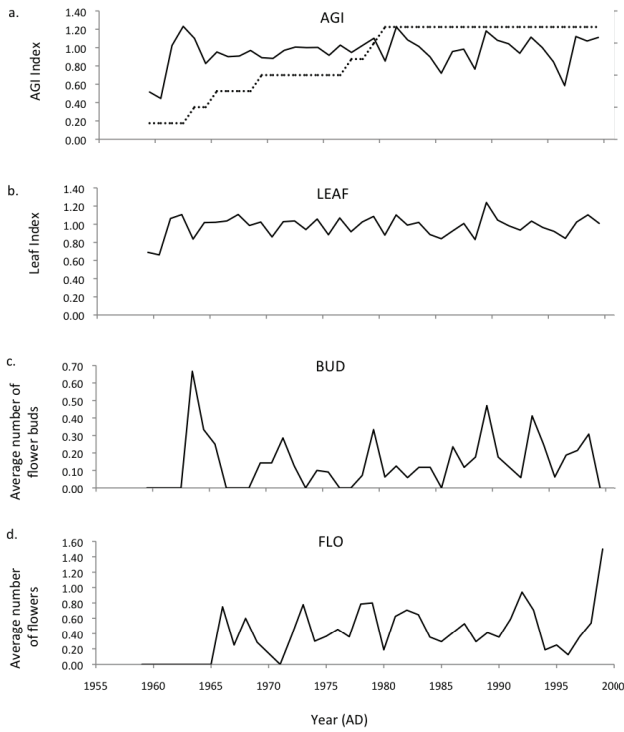 a.
AGI
AGI Index
1.40
1.20
1.00
0.80
0.60
0.40
0.20
0.00
b.
LEAF
Leaf Index
1.40
1.20
1.00
0.80
0.60
0.40
0.20
0.00
c.
BUD
Average number of
flower buds
0.70
0.60
0.50
0.40
0.30
0.20
0.10
0.00
d.
FLO
Average number
of flowers
1.60
1.40
1.20
1.00
0.80
0.60
0.40
0.20
0.00
1955 1960 1965 1970 1975 1980 1985 1990 1995 2000
Year (AD)